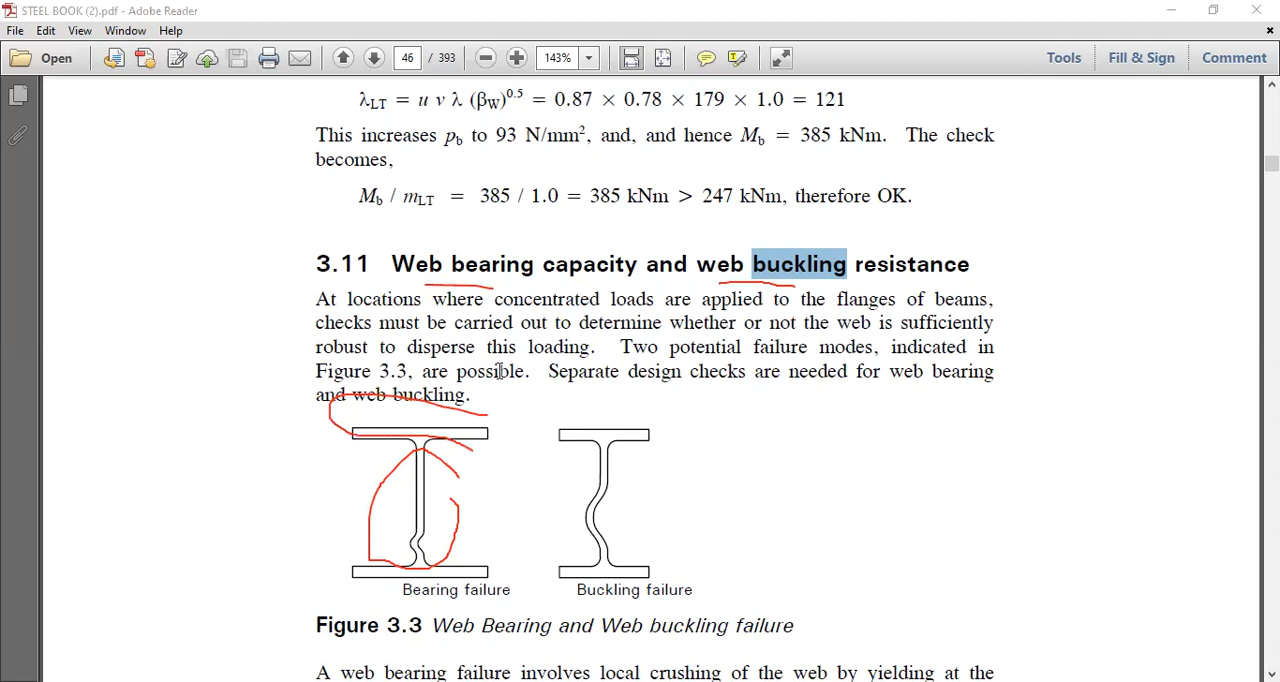 STEEL BOOK (2).pdf - Adobe Reader
File Edit View Window Help
Open 46 / 393 143% Tools Fill & Sign Comment
λLT = u v λ (βW)0.5 = 0.87 × 0.78 × 179 × 1.0 = 121
This increases pb to 93 N/mm2, and, and hence Mb = 385 kNm. The check
becomes,
Mb / mLT = 385 / 1.0 = 385 kNm > 247 kNm, therefore OK.
3.11 Web bearing capacity and web buckling resistance
At locations where concentrated loads are applied to the flanges of beams,
checks must be carried out to determine whether or not the web is sufficiently
robust to disperse this loading. Two potential failure modes, indicated in
Figure 3.3, are possible. Separate design checks are needed for web bearing
and web buckling.
Bearing failure Buckling failure
Figure 3.3 Web Bearing and Web buckling failure
A web bearing failure involves local crushing of the web by yielding at the